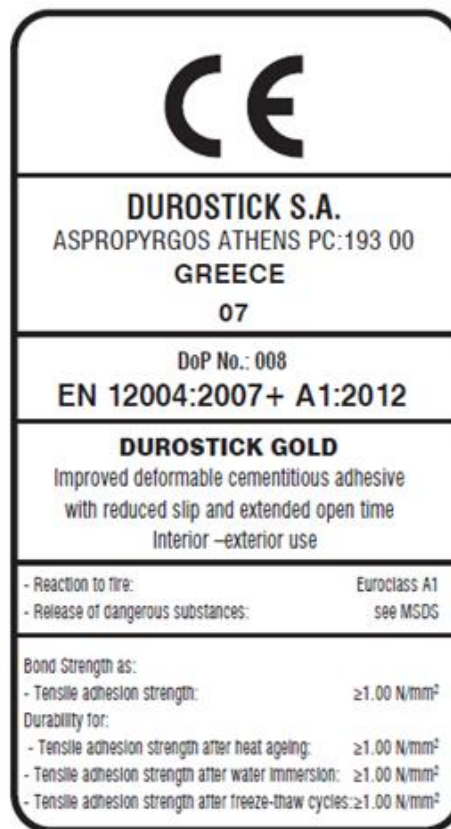 CE
DUROSTICK S.A.
ASPROPYRGOS ATHENS PC:193 00
GREECE
07
DoP No.: 008
EN 12004:2007+ A1:2012
DUROSTICK GOLD
Improved deformable cementitious adhesive
with reduced slip and extended open time
Interior –exterior use
- Reaction to fire: Euroclass A1
- Release of dangerous substances: see MSDS
Bond Strength as:
- Tensile adhesion strength: ≥1.00 N/mm²
Durability for:
- Tensile adhesion strength after heat ageing: ≥1.00 N/mm²
- Tensile adhesion strength after water immersion: ≥1.00 N/mm²
- Tensile adhesion strength after freeze-thaw cycles:≥1.00 N/mm²